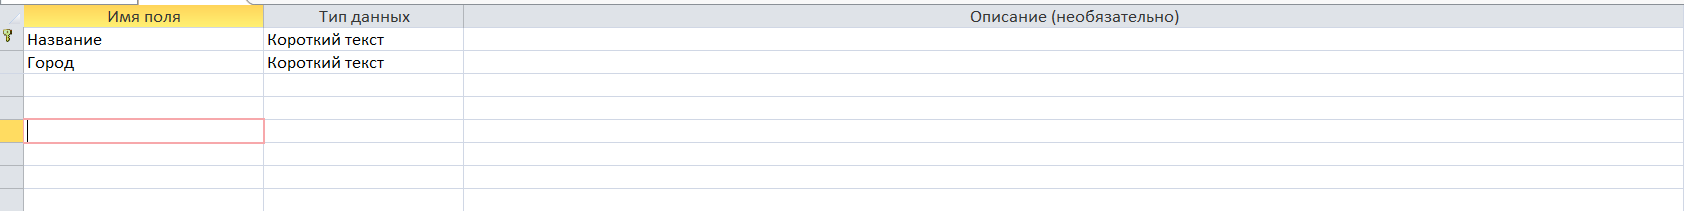 Имя поля Тип данных Описание (необязательно)
Название Короткий текст
Город Короткий текст